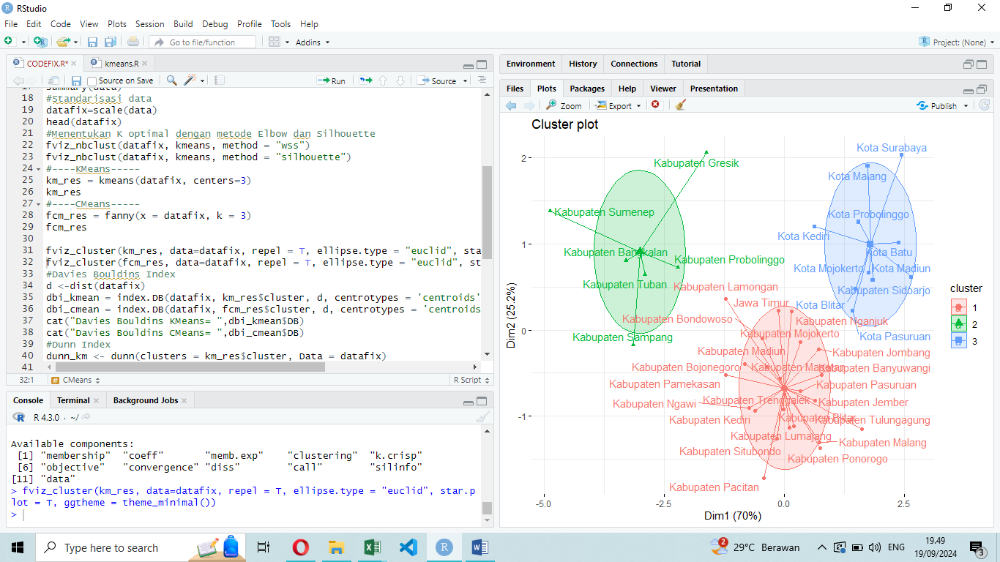 RStudio
File Edit Code View Plots Session Build Debug Profile Tools Help
Go to file/function Addins Project: (None)
CODEFIX.R* kmeans.R
Source on Save Run Source
17 summary(data)
18 #Standarisasi data
19 datafix=scale(data)
20 head(datafix)
21 #Menentukan K optimal dengan metode Elbow dan Silhouette
22 fviz_nbclust(datafix, kmeans, method = "wss")
23 fviz_nbclust(datafix, kmeans, method = "silhouette")
24 #----KMeans-----
25 km_res = kmeans(datafix, centers=3)
26 km_res
27 #----CMeans-----
28 fcm_res = fanny(x = datafix, k = 3)
29 fcm_res
30
31 fviz_cluster(km_res, data=datafix, repel = T, ellipse.type = "euclid", sta
32 fviz_cluster(fcm_res, data=datafix, repel = T, ellipse.type = "euclid", st
33 #Davies Bouldins Index
34 d <-dist(datafix)
35 dbi_kmean = index.DB(datafix, km_res$cluster, d, centrotypes = 'centroids'
36 dbi_cmean = index.DB(datafix, fcm_res$cluster, d, centrotypes = 'centroids
37 cat("Davies Bouldins KMeans= ",dbi_kmean$DB)
38 cat("Davies Bouldins CMeans= ",dbi_cmean$DB)
39 #Dunn Index
40 dunn_km <- dunn(clusters = km_res$cluster, Data = datafix)
41
32:1 CMeans R Script
Console Terminal Background Jobs
R 4.3.0 · ~/
Available components:
[1] "membership" "coeff" "memb.exp" "clustering" "k.crisp"
[6] "objective" "convergence" "diss" "call" "silinfo"
[11] "data"
> fviz_cluster(km_res, data=datafix, repel = T, ellipse.type = "euclid", star.p
lot = T, ggtheme = theme_minimal())
>
Environment History Connections Tutorial
Files Plots Packages Help Viewer Presentation
Zoom Export Publish
Cluster plot
Kota Surabaya
2
Kabupaten Gresik
Kota Malang
Kabupaten Sumenep
Kota Probolinggo
Kota Kediri
1
Kabupaten Bangkalan
Kota Batu
Kabupaten Probolinggo
Kota Mojokerto
Kota Madiun
Kabupaten Tuban
Kabupaten Lamongan
Kabupaten Sidoarjo
Jawa Timur
Kota Blitar
Kabupaten Bondowoso
Kabupaten Nganjuk
0
Kabupaten Mojokerto
Kabupaten Sampang
Kota Pasuruan
Kabupaten Madiun
Kabupaten Jombang
Kabupaten Bojonegoro
Kabupaten Magetan
Kabupaten Banyuwangi
Kabupaten Pamekasan
Kabupaten Pasuruan
Kabupaten Ngawi
Kabupaten Trenggalek
Kabupaten Jember
-1
Kabupaten Kediri
Kabupaten Blitar
Kabupaten Tulungagung
Kabupaten Lumajang
Kabupaten Malang
Kabupaten Situbondo
Kabupaten Ponorogo
Kabupaten Pacitan
-5.0 -2.5 0.0 2.5
Dim1 (70%)
Dim2 (25.2%)
cluster
a 1
a 2
a 3
Type here to search
2
29°C Berawan
ENG
19.49
19/09/2024
3